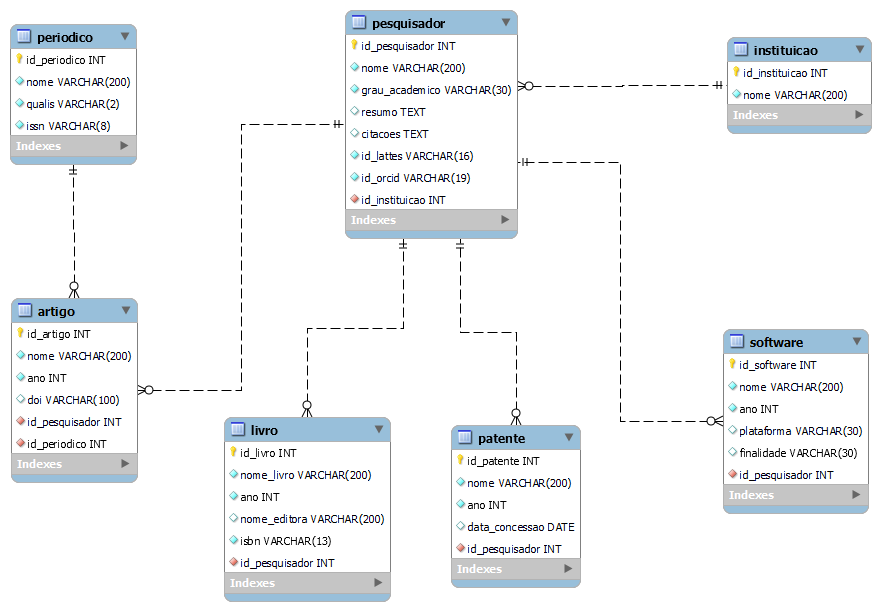 periodico
id_periodico INT
nome VARCHAR(200)
qualis VARCHAR(2)
issn VARCHAR(8)
Indexes
pesquisador
id_pesquisador INT
nome VARCHAR(200)
grau_academico VARCHAR(30)
resumo TEXT
citacoes TEXT
id_lattes VARCHAR(16)
id_orcid VARCHAR(19)
id_instituicao INT
Indexes
instituicao
id_instituicao INT
nome VARCHAR(200)
Indexes
artigo
id_artigo INT
nome VARCHAR(200)
ano INT
doi VARCHAR(100)
id_pesquisador INT
id_periodico INT
Indexes
livro
id_livro INT
nome_livro VARCHAR(200)
ano INT
nome_editora VARCHAR(200)
isbn VARCHAR(13)
id_pesquisador INT
Indexes
patente
id_patente INT
nome VARCHAR(200)
ano INT
data_concessao DATE
id_pesquisador INT
Indexes
software
id_software INT
nome VARCHAR(200)
ano INT
plataforma VARCHAR(30)
finalidade VARCHAR(30)
id_pesquisador INT
Indexes